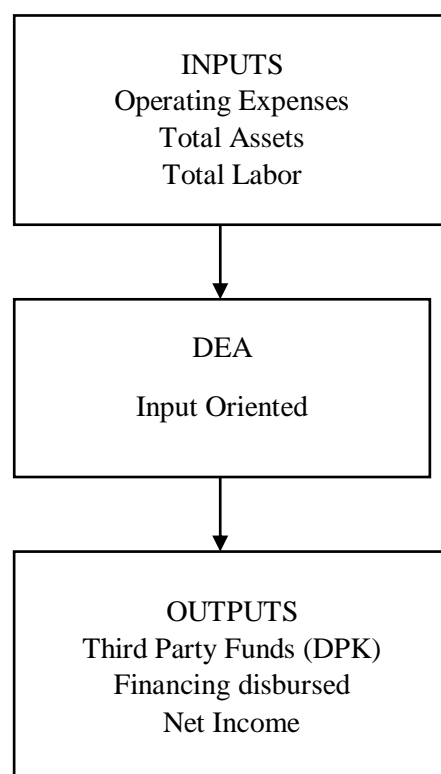 INPUTS
Operating Expenses
Total Assets
Total Labor
DEA
Input Oriented
OUTPUTS
Third Party Funds (DPK)
Financing disbursed
Net Income